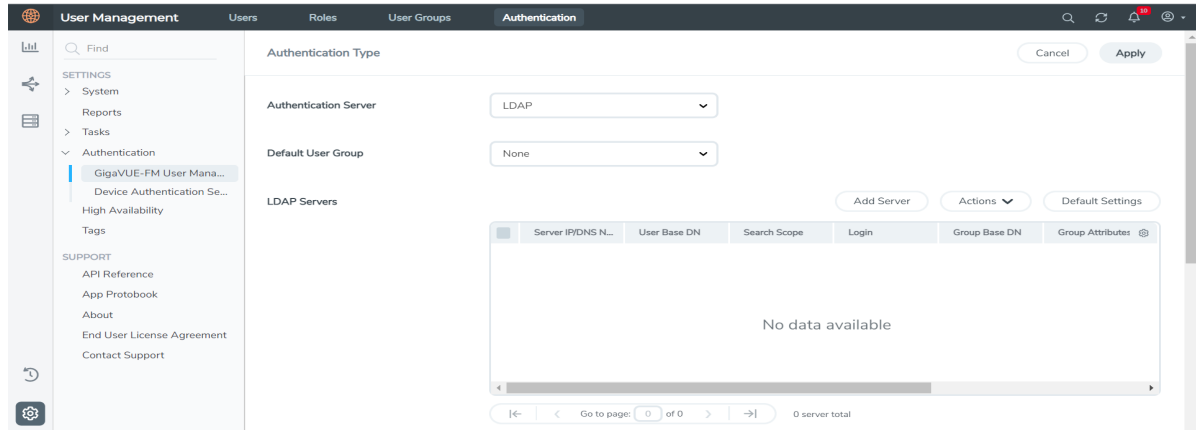 User Management Users Roles User Groups Authentication 10
Find
Authentication Type Cancel Apply
SETTINGS
System
Reports
Tasks
Authentication
GigaVUE-FM User Mana...
Device Authentication Se...
High Availability
Tags
SUPPORT
API Reference
App Protobook
About
End User License Agreement
Contact Support
Authentication Server LDAP
Default User Group None
LDAP Servers Add Server Actions Default Settings
Server IP/DNS N... User Base DN Search Scope Login Group Base DN Group Attributes
No data available
Go to page: 0 of 0 0 server total